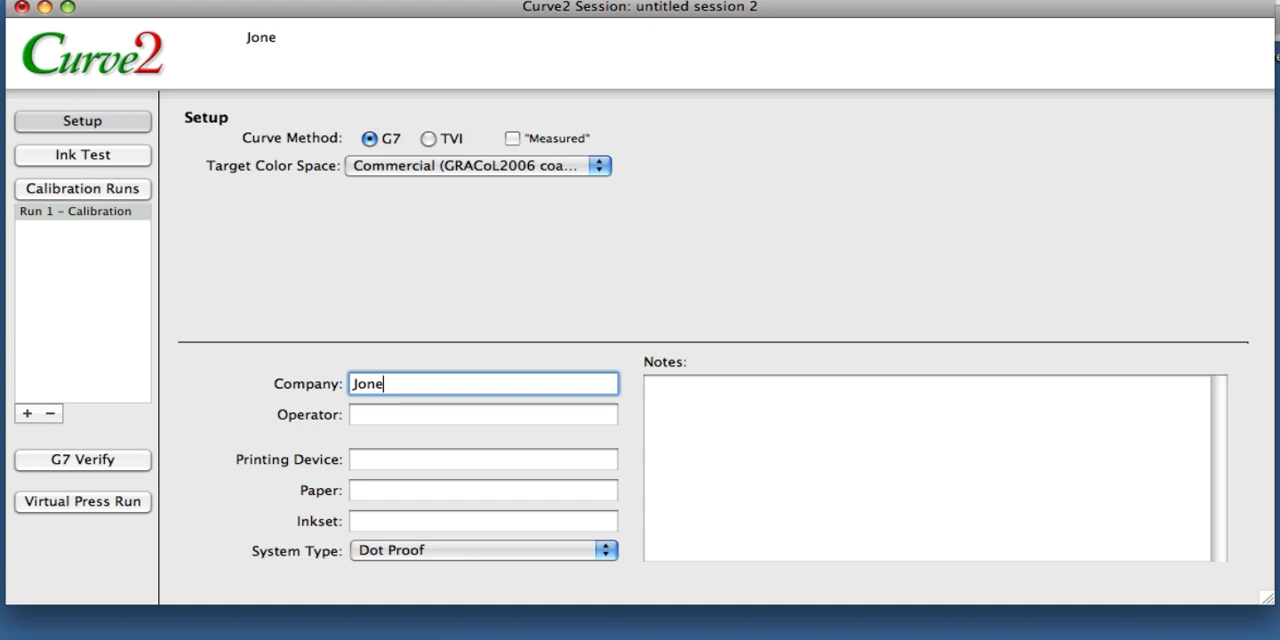 Curve2 Session: untitled session 2
Curve2
Jone
Setup
Ink Test
Calibration Runs
Run 1 - Calibration
+ -
G7 Verify
Virtual Press Run
Setup
Curve Method: G7 TVI "Measured"
Target Color Space: Commercial (GRACoL2006 coa...
Company: Jone
Operator:
Printing Device:
Paper:
Inkset:
System Type: Dot Proof
Notes: